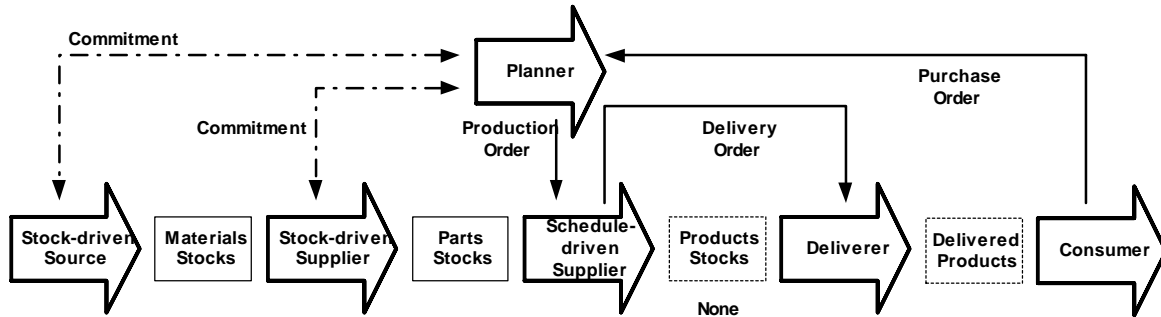 Commitment
Planner
Purchase
Order
Commitment
Production
Order
Delivery
Order
Stock-driven
Source
Materials
Stocks
Stock-driven
Supplier
Parts
Stocks
Schedule-
driven
Supplier
Products
Stocks
Deliverer
Delivered
Products
Consumer
None